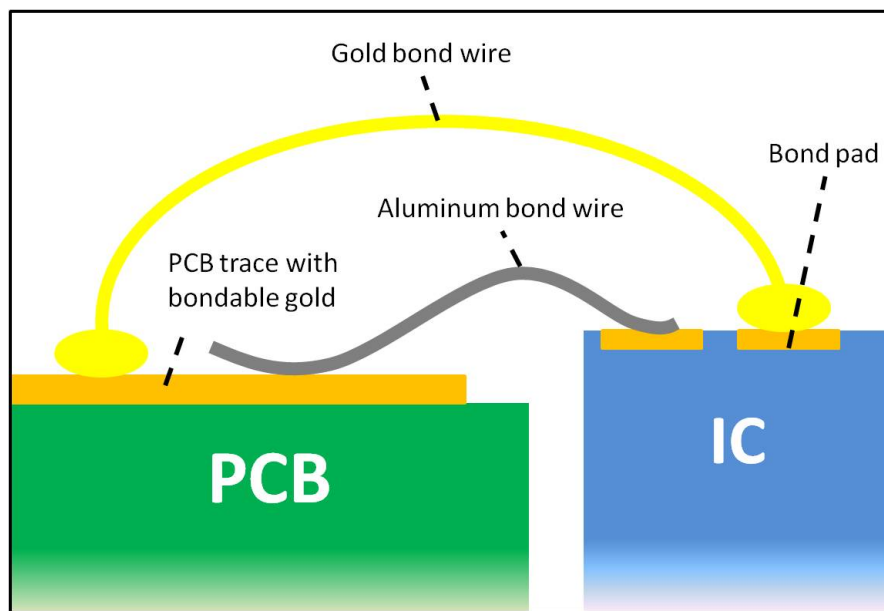 Gold bond wire
Bond pad
Aluminum bond wire
PCB trace with
bondable gold
IC
PCB